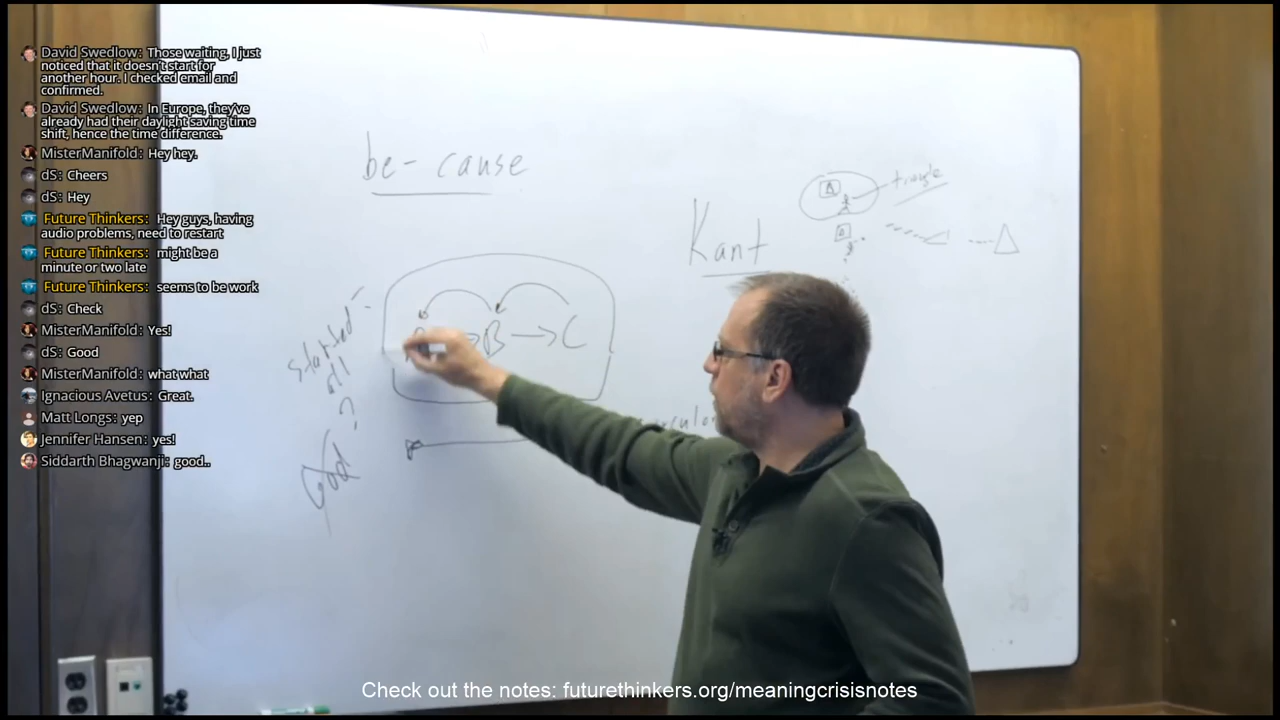 David Swedlow: Those waiting, I just
noticed that it doesn't start for
another hour. I checked email and
confirmed.
David Swedlow: In Europe, they've
already had their daylight saving time
shift, hence the time difference.
MisterManifold: Hey hey.
dS: Cheers
dS: Hey
Future Thinkers: Hey guys, having
audio problems, need to restart
Future Thinkers: might be a
minute or two late
Future Thinkers: seems to be work
dS: Check
MisterManifold: Yes!
dS: Good
MisterManifold: what what
Ignacious Avetus: Great.
Matt Longs: yep
Jennifer Hansen: yes!
Siddarth Bhagwanji: good..
be-cause
triangle
Kant
B → C
started
all
?
God
Check out the notes: futurethinkers.org/meaningcrisisnotes